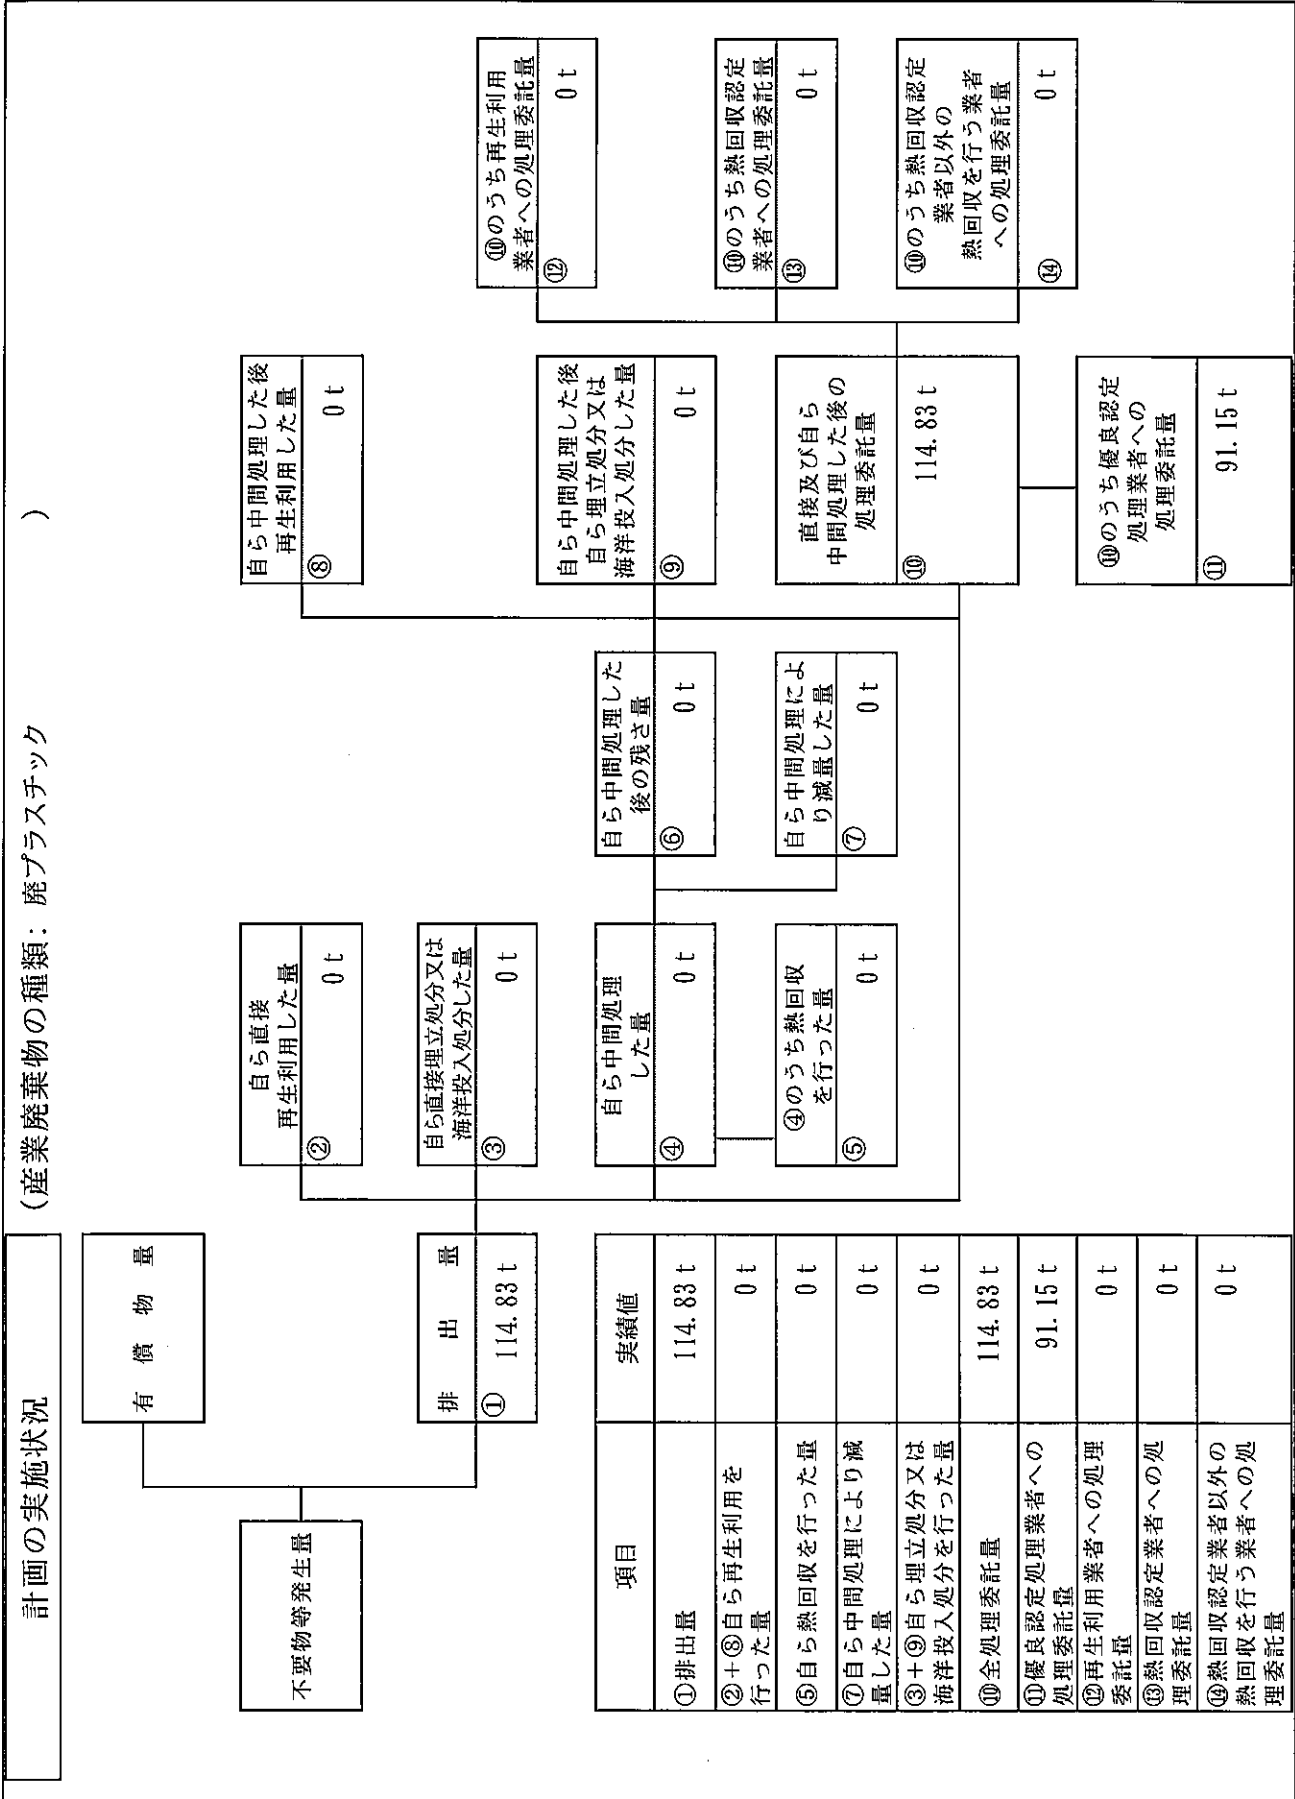 計画の実施状況
(産業廃棄物の種類: 廃プラスチック )
不要物等発生量
有 償 物 量
排 出 量
① 114.83 t
自ら直接
再生利用した量
② 0 t
自ら直接埋立処分又は
海洋投入処分した量
③ 0 t
自ら中間処理
した量
④ 0 t
④のうち熱回収
を行った量
⑤ 0 t
自ら中間処理した
後の残さ量
⑥ 0 t
自ら中間処理によ
り減量した量
⑦ 0 t
自ら中間処理した後
再生利用した量
⑧ 0 t
自ら中間処理した後
自ら埋立処分又は
海洋投入処分した量
⑨ 0 t
直接及び自ら
中間処理した後の
処理委託量
⑩ 114.83 t
⑩のうち優良認定
処理業者への
処理委託量
⑪ 91.15 t
⑩のうち再生利用
業者への処理委託量
⑫ 0 t
⑩のうち熱回収認定
業者への処理委託量
⑬ 0 t
⑩のうち熱回収認定
業者以外の
熱回収を行う業者
への処理委託量
⑭ 0 t
項目 実績値
①排出量 114.83 t
②+⑧自ら再生利用を
行った量 0 t
⑤自ら熱回収を行った量 0 t
⑦自ら中間処理により減
量した量 0 t
③+⑨自ら埋立処分又は
海洋投入処分を行った量 0 t
⑩全処理委託量 114.83 t
⑪優良認定処理業者への
処理委託量 91.15 t
⑫再生利用業者への処理
委託量 0 t
⑬熱回収認定業者への処
理委託量 0 t
⑭熱回収認定業者以外の
熱回収を行う業者への処
理委託量 0 t